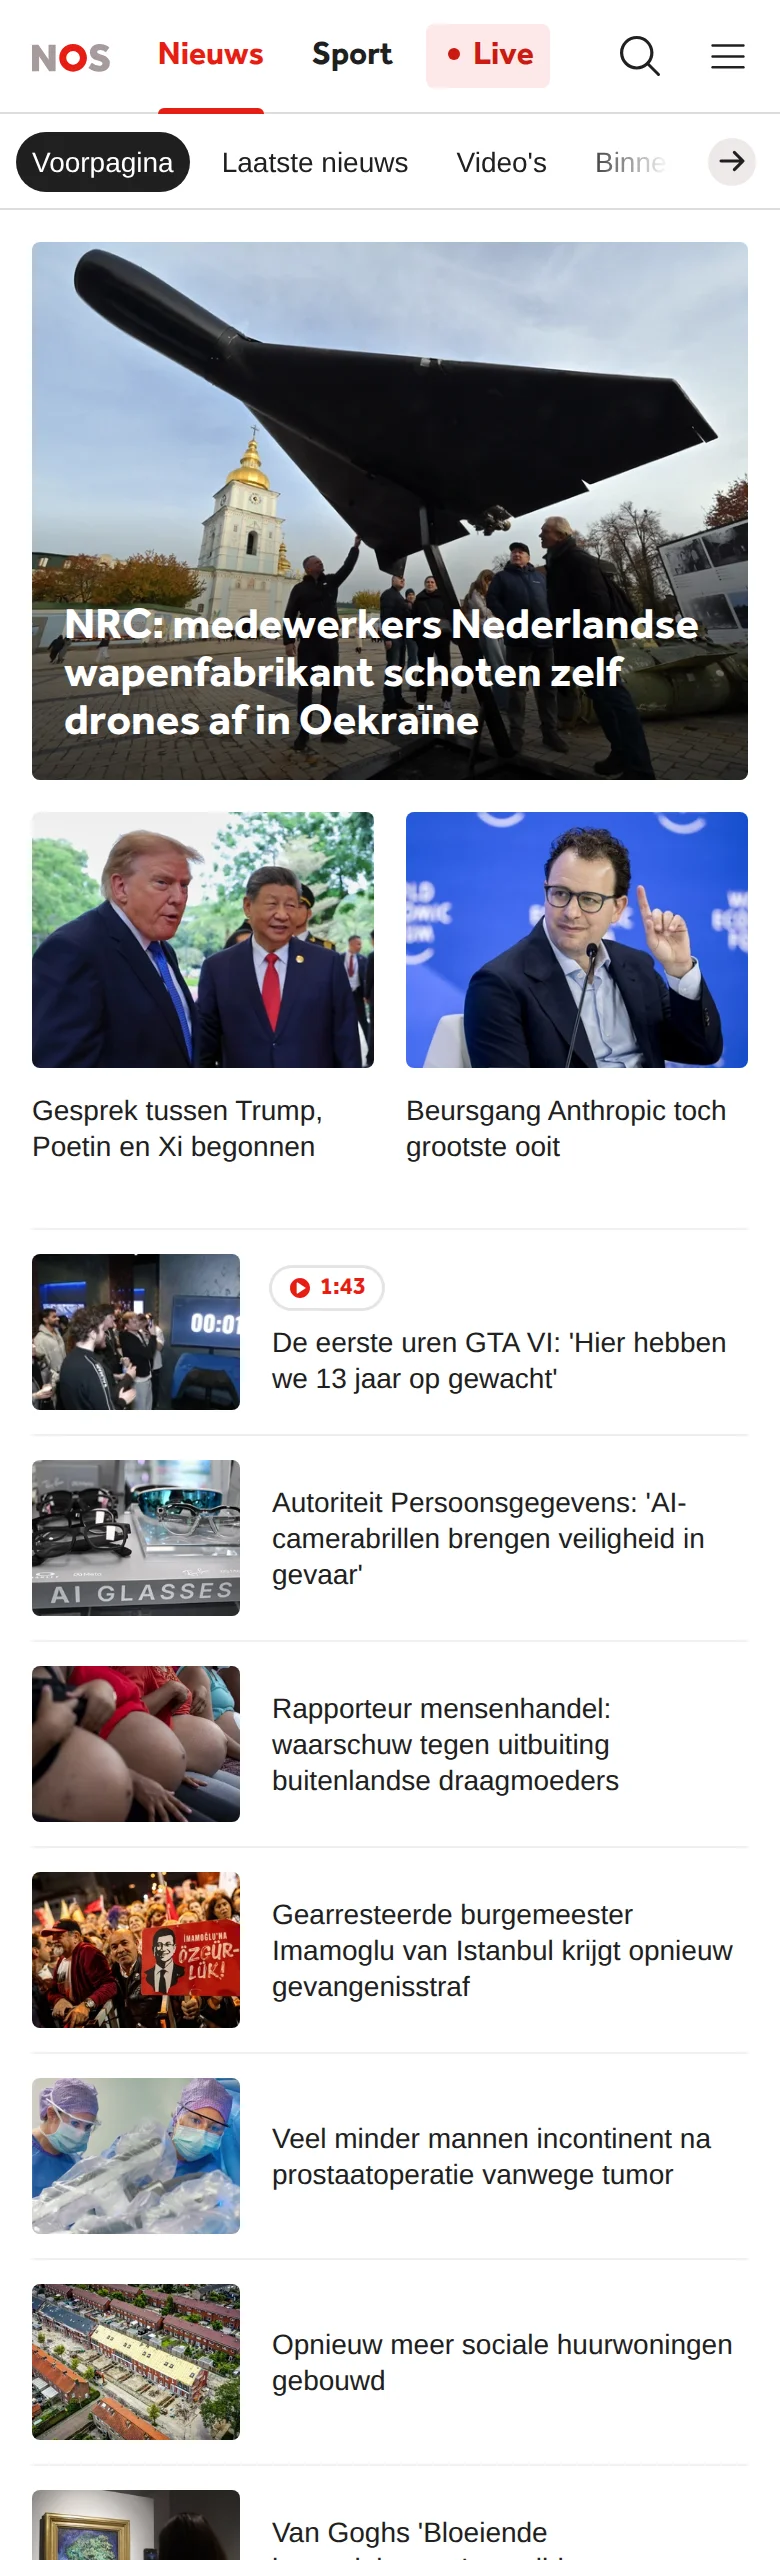 NOS
Nieuws
Sport
Live
Voorpagina
Laatste nieuws
Video's
NRC: medewerkers Nederlandse
wapenfabrikant schoten zelf
drones af in Oekraïne
Gesprek tussen Trump,
Poetin en Xi begonnen
Beursgang Anthropic toch
grootste ooit
1:43
De eerste uren GTA VI: 'Hier hebben
we 13 jaar op gewacht'
AI GLASSES
Autoriteit Persoonsgegevens: 'AI-
camerabrillen brengen veiligheid in
gevaar'
Rapporteur mensenhandel:
waarschuw tegen uitbuiting
buitenlandse draagmoeders
İMAMOĞLU'NA
ÖZGÜR-
LÜK!
Gearresteerde burgemeester
Imamoglu van Istanbul krijgt opnieuw
gevangenisstraf
Veel minder mannen incontinent na
prostaatoperatie vanwege tumor
Opnieuw meer sociale huurwoningen
gebouwd
Van Goghs 'Bloeiende